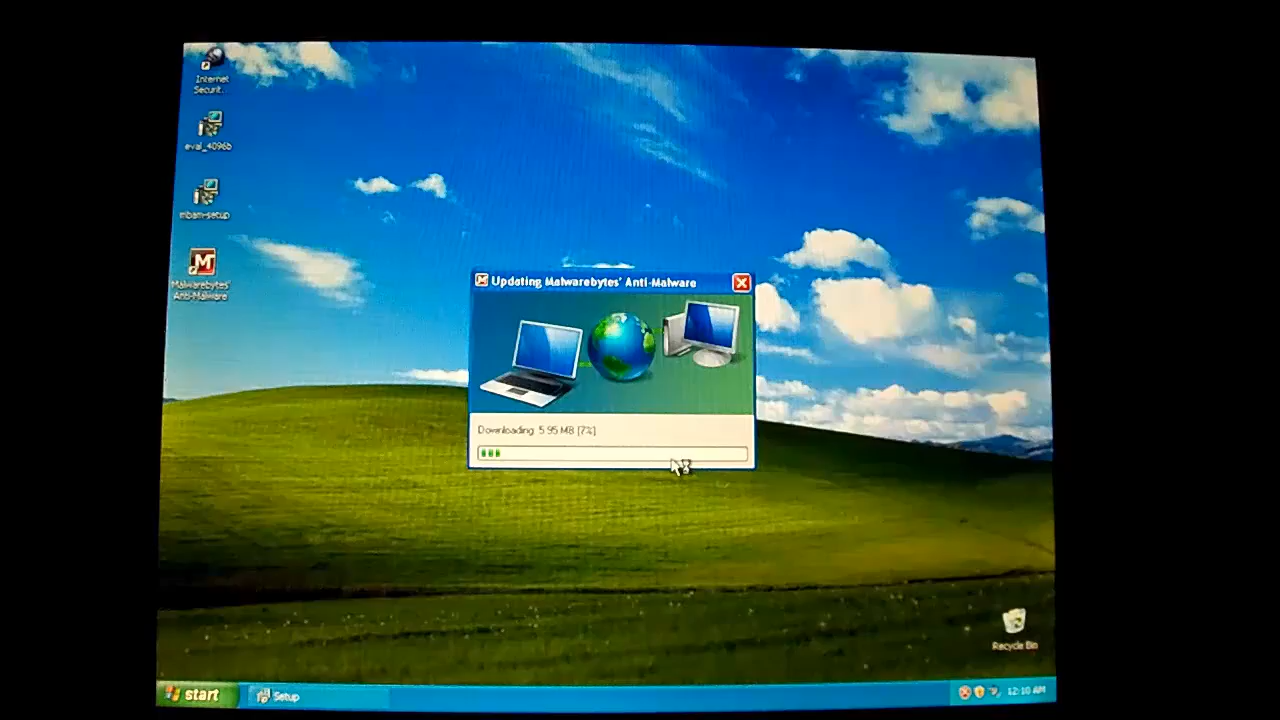 Internet
Securit...
eval_4096b
mbam-setup
Malwarebytes'
Anti-Malware
Updating Malwarebytes' Anti-Malware
Downloading: 5.95 MB [7%]
Recycle Bin
start
Setup
12:10 AM